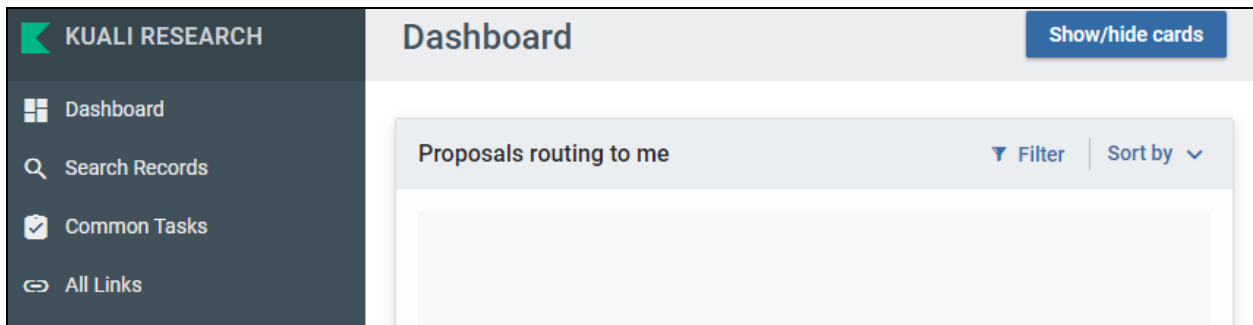 KUALI RESEARCH
Dashboard
Search Records
Common Tasks
All Links
Dashboard
Show/hide cards
Proposals routing to me
Filter
Sort by